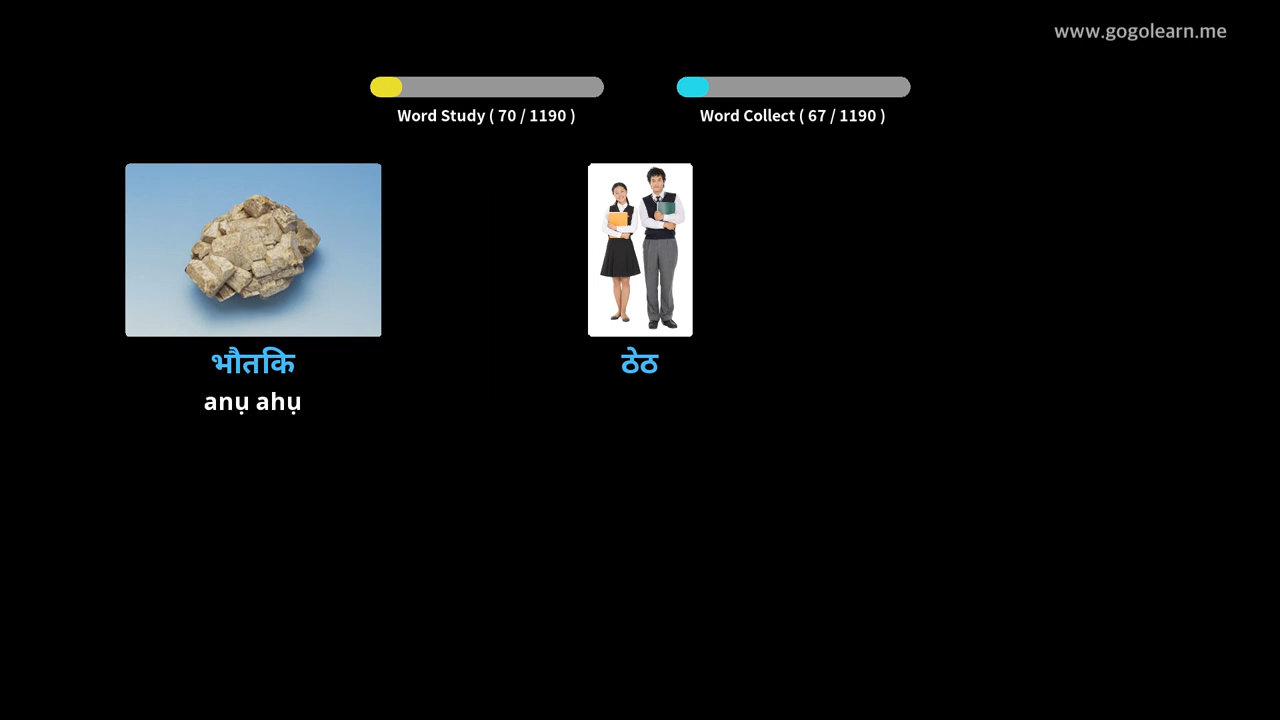 www.gogolearn.me
Word Study ( 70 / 1190 )
Word Collect ( 67 / 1190 )
भौतकि
ठेठ
anụ ahụ